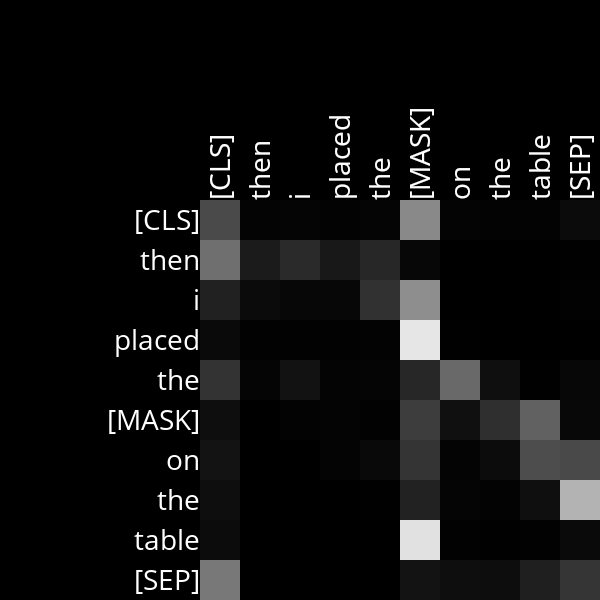 [CLS] then i placed the [MASK] on the table [SEP]
[CLS]
then
i
placed
the
[MASK]
on
the
table
[SEP]